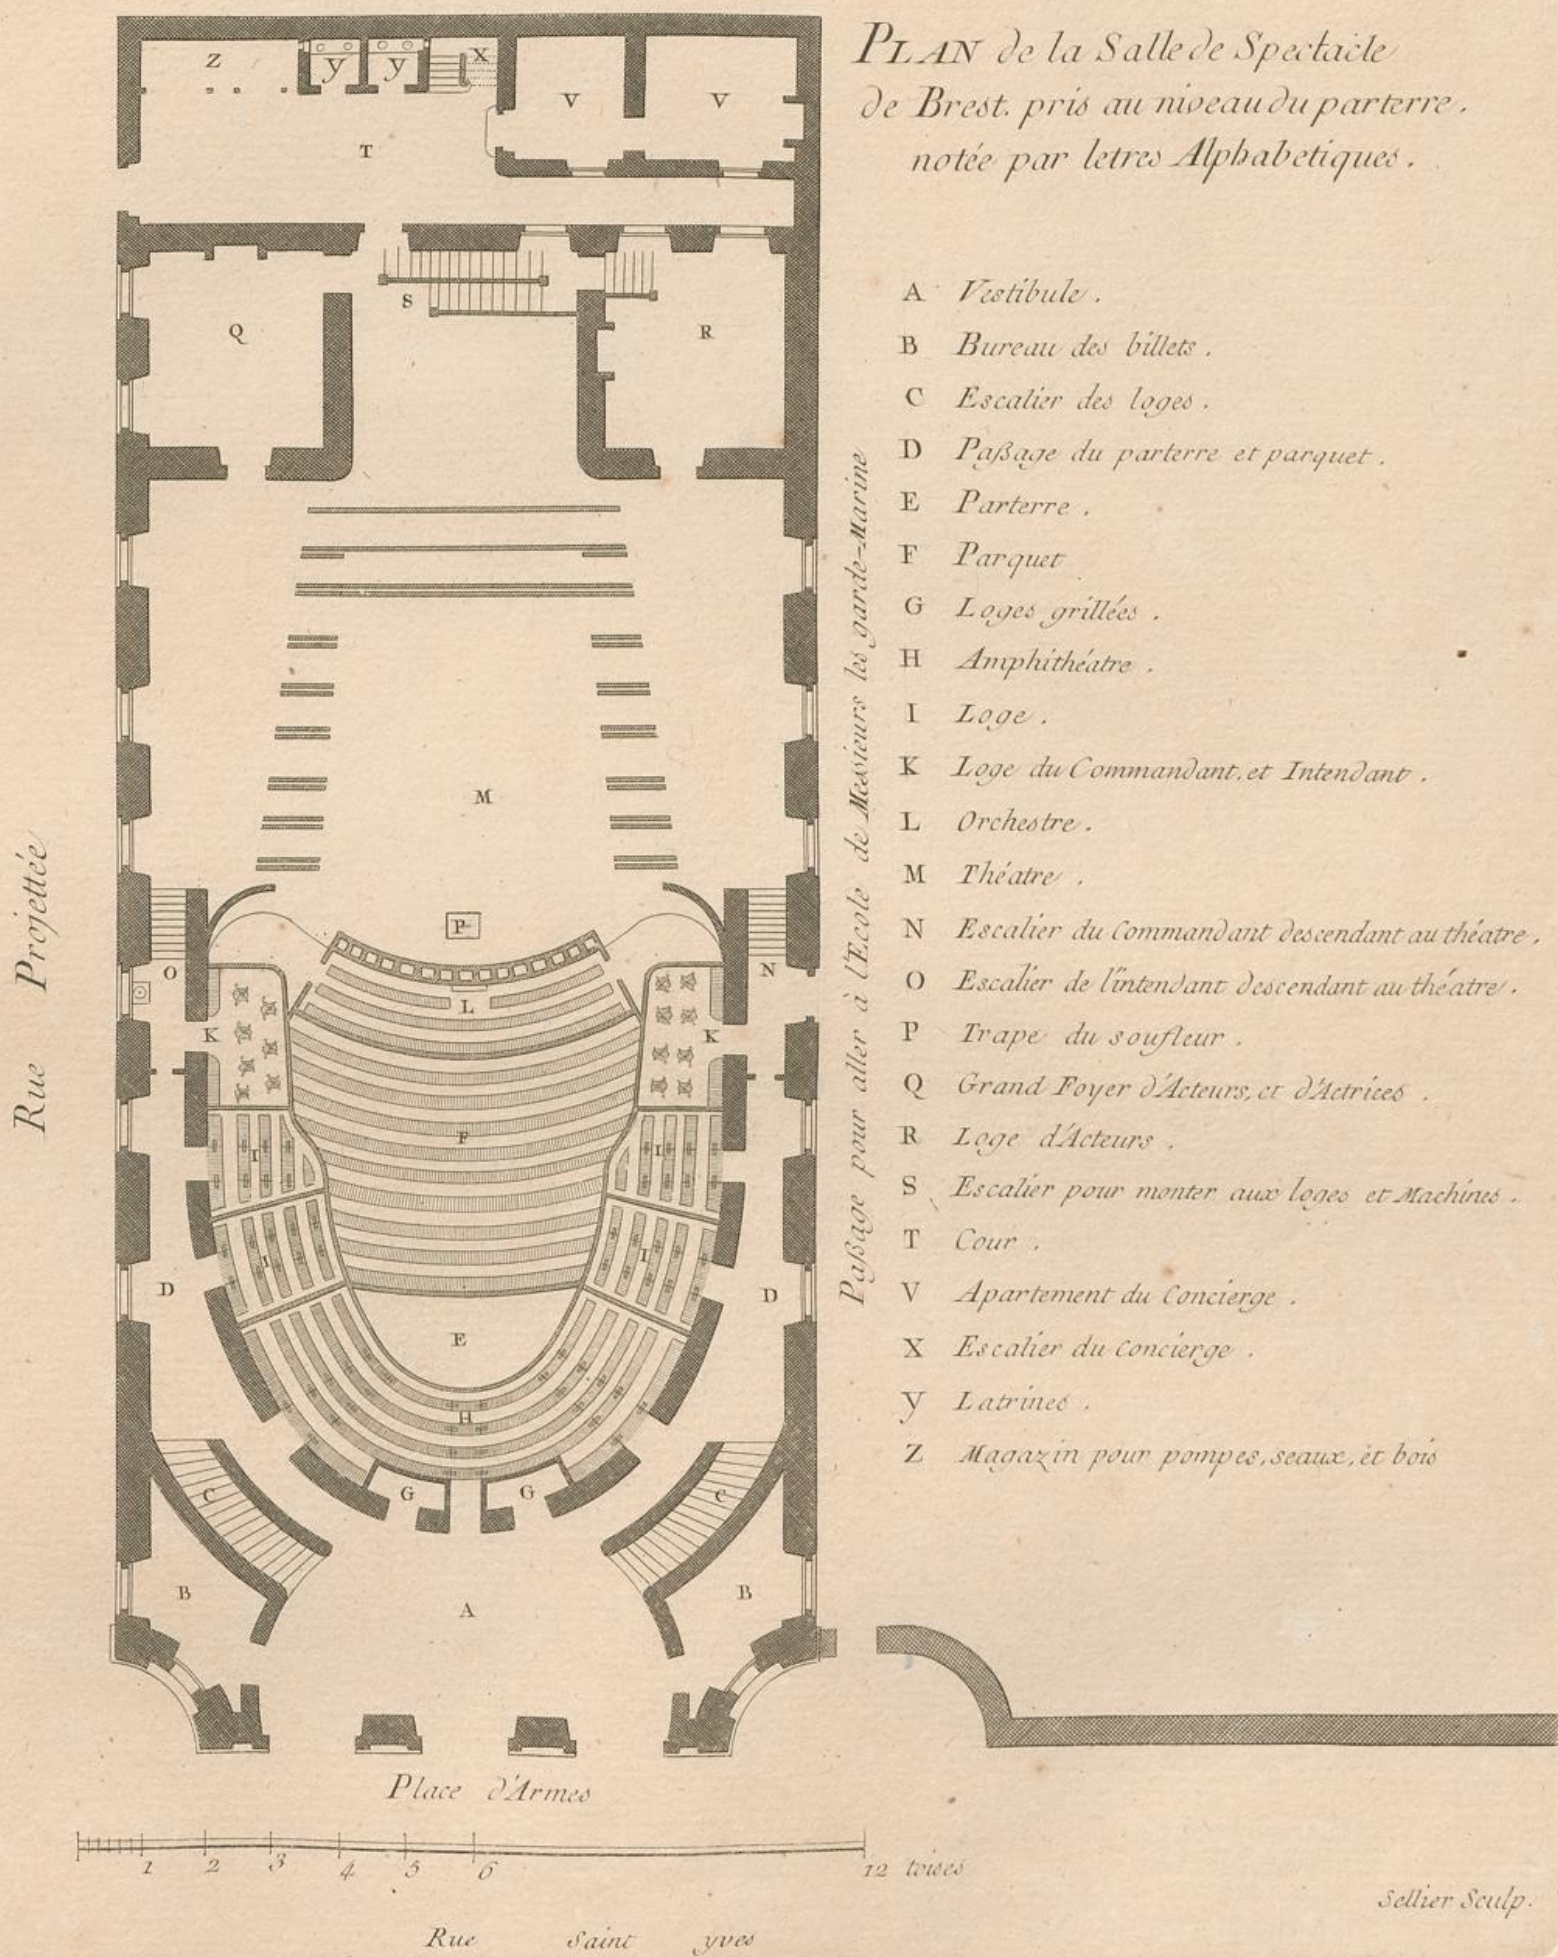 PLAN de la Salle de Spectacle
de Brest. pris au niveau du parterre.
notée par letres Alphabetiques.
A Vestibule.
B Bureau des billets.
C Escalier des loges.
D Paßage du parterre et parquet.
E Parterre.
F Parquet
G Loges grillées.
H Amphithéatre.
I Loge.
K Loge du Commandant, et Intendant.
L Orchestre.
M Théatre.
N Escalier du Commandant descendant au théatre.
O Escalier de l'intendant descendant au théatre.
P Trape du soufleur.
Q Grand Foyer d'Acteurs, et d'Actrices.
R Loge d'Acteurs.
S Escalier pour monter aux loges et Machines.
T Cour.
V Apartement du Concierge.
X Escalier du Concierge.
y Latrines.
Z Magazin pour pompes, seaux, et bois
Z y y X
V V
T
S
Q R
M
P
O N
L
K K
F
I I
I I
D D
E
H
G G
C C
B B
A
Rue Projettée
Paßage pour aller à l'Ecole de Messieurs les garde-Marine
Place d'Armes
1 2 3 4 5 6 12 toises
Sellier Sculp.
Rue Saint yves